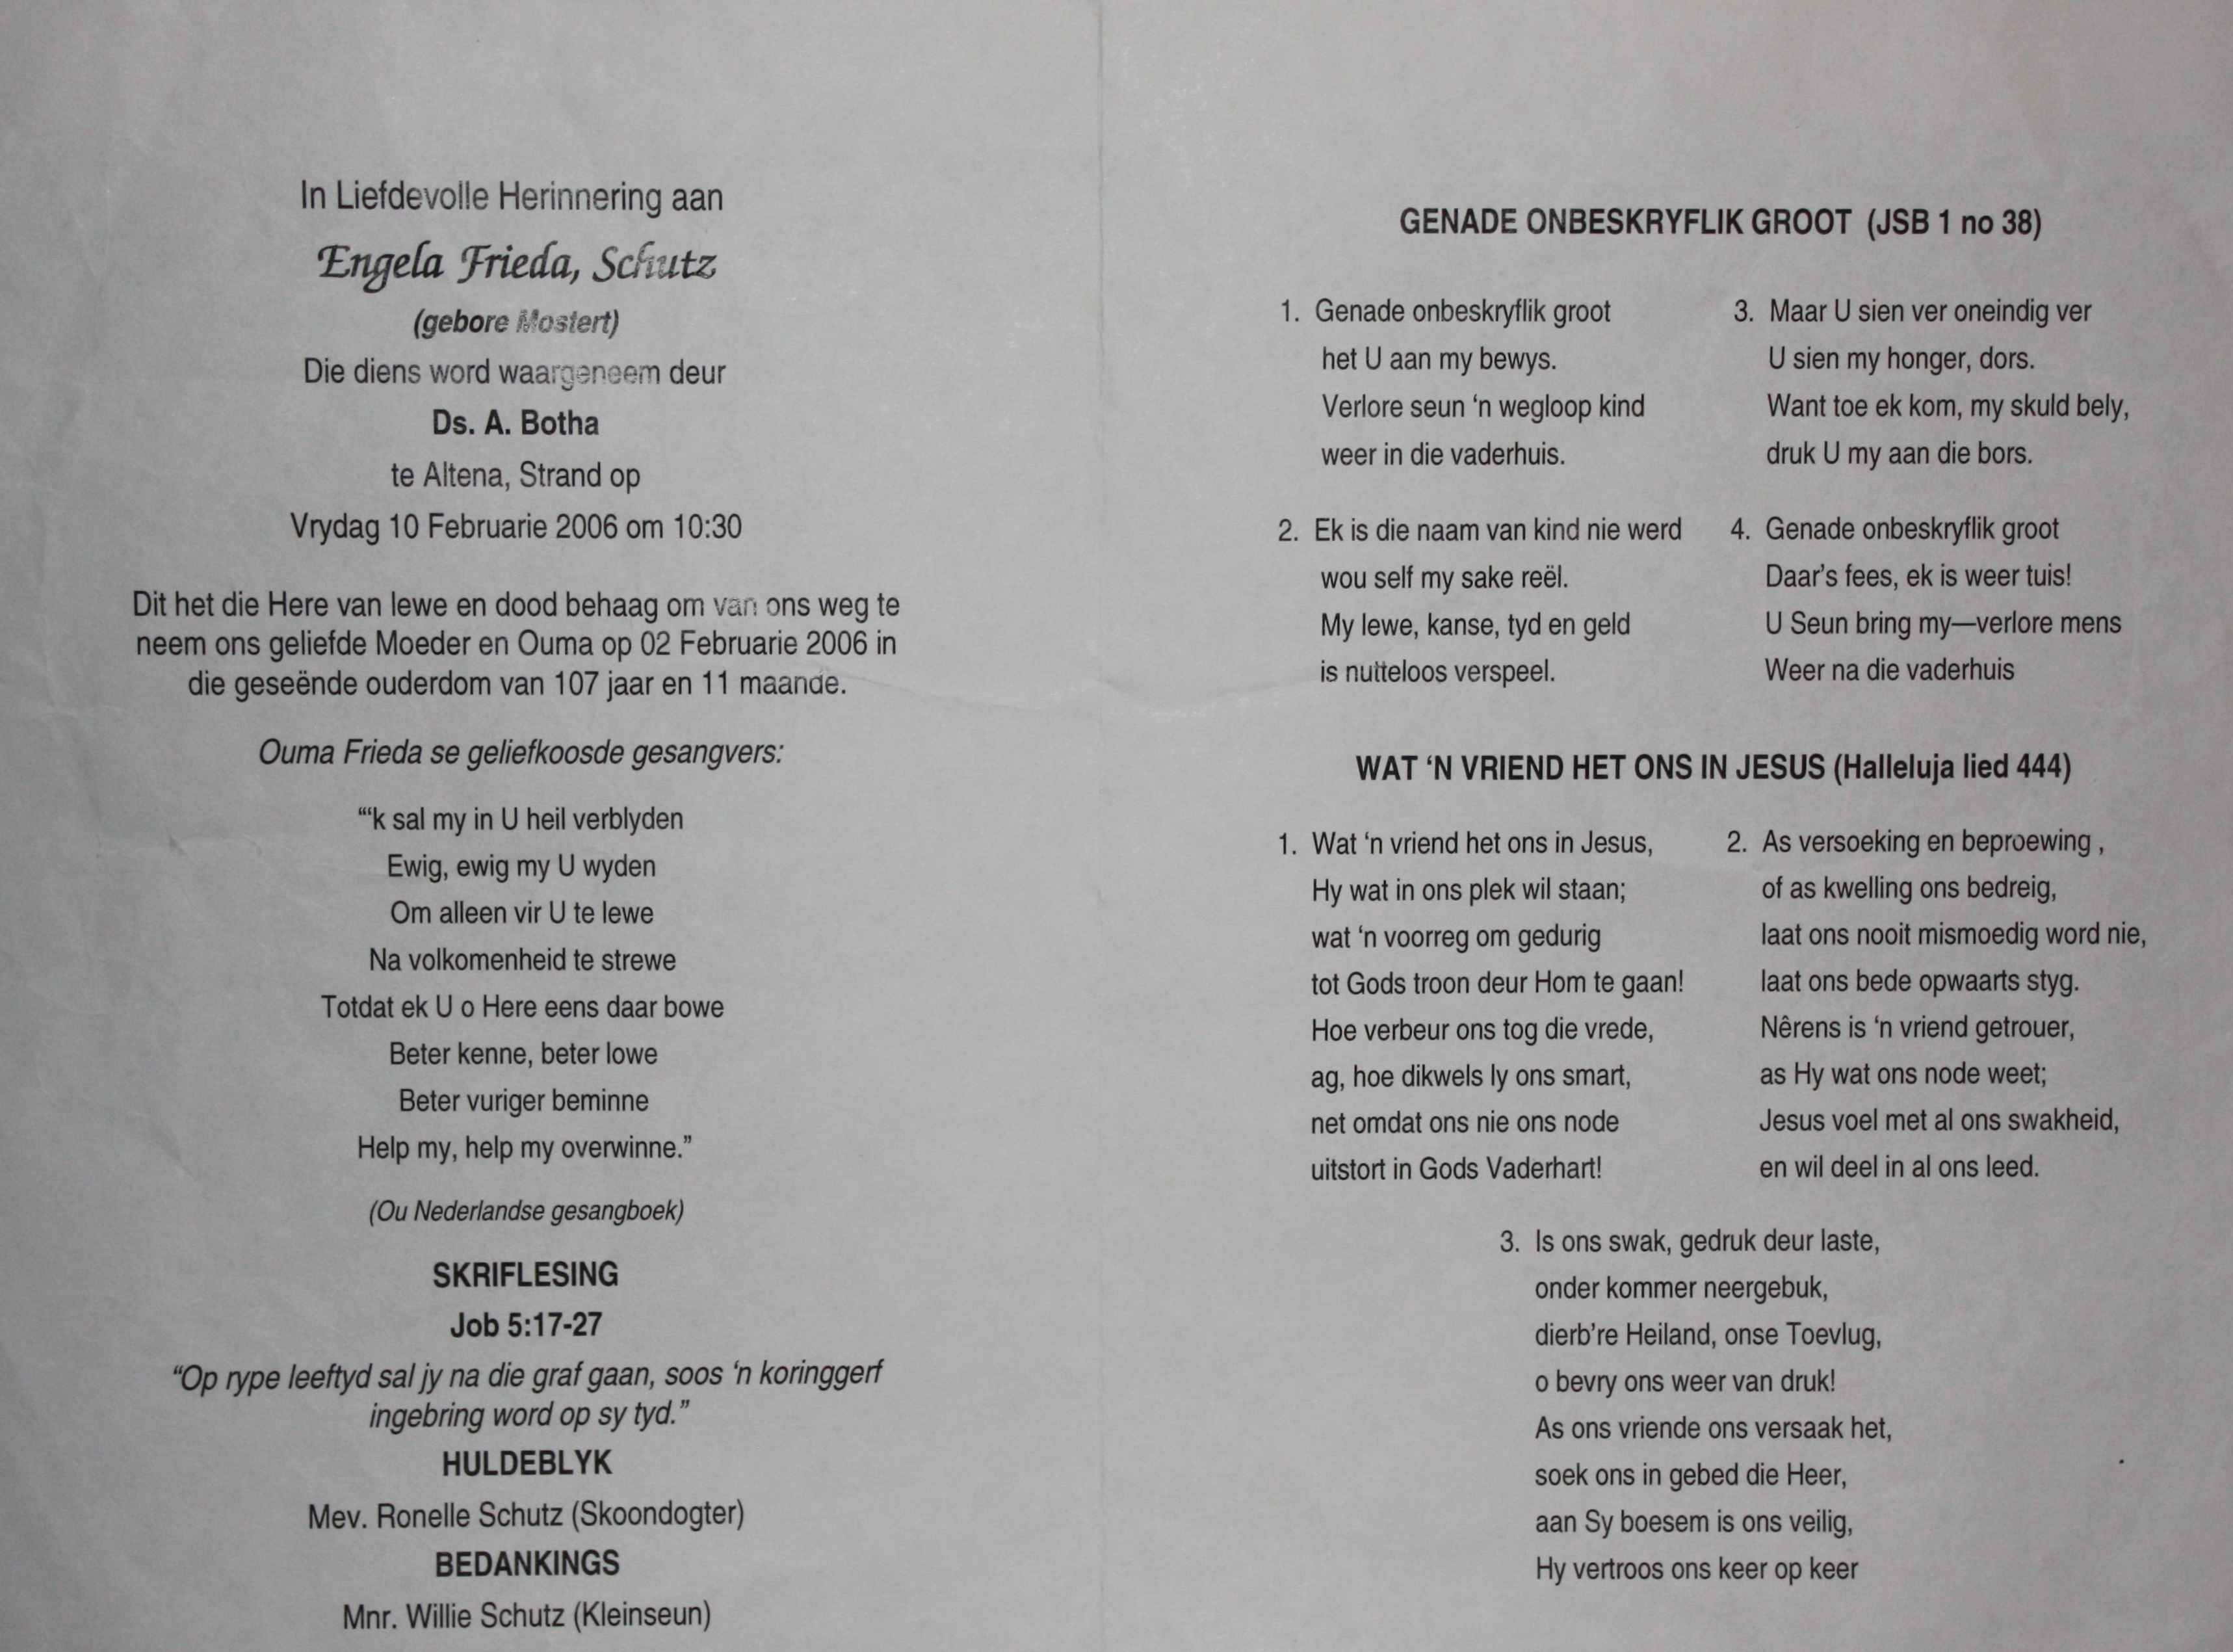 In Liefdevolle Herinnering aan
Engela Frieda, Schutz
(gebore Mostert)
Die diens word waargeneem deur
Ds. A. Botha
te Altena, Strand op
Vrydag 10 Februarie 2006 om 10:30
Dit het die Here van lewe en dood behaag om van ons weg te
neem ons geliefde Moeder en Ouma op 02 Februarie 2006 in
die geseënde ouderdom van 107 jaar en 11 maande.
Ouma Frieda se geliefkoosde gesangvers:
“‘k sal my in U heil verblyden
Ewig, ewig my U wyden
Om alleen vir U te lewe
Na volkomenheid te strewe
Totdat ek U o Here eens daar bowe
Beter kenne, beter lowe
Beter vuriger beminne
Help my, help my overwinne.”
(Ou Nederlandse gesangboek)
SKRIFLESING
Job 5:17-27
“Op rype leeftyd sal jy na die graf gaan, soos ‘n koringgerf
ingebring word op sy tyd.”
HULDEBLYK
Mev. Ronelle Schutz (Skoondogter)
BEDANKINGS
Mnr. Willie Schutz (Kleinseun)
GENADE ONBESKRYFLIK GROOT (JSB 1 no 38)
1. Genade onbeskryflik groot
het U aan my bewys.
Verlore seun ‘n wegloop kind
weer in die vaderhuis.
2. Ek is die naam van kind nie werd
wou self my sake reël.
My lewe, kanse, tyd en geld
is nutteloos verspeel.
3. Maar U sien ver oneindig ver
U sien my honger, dors.
Want toe ek kom, my skuld bely,
druk U my aan die bors.
4. Genade onbeskryflik groot
Daar’s fees, ek is weer tuis!
U Seun bring my—verlore mens
Weer na die vaderhuis
WAT ‘N VRIEND HET ONS IN JESUS (Halleluja lied 444)
1. Wat ‘n vriend het ons in Jesus,
Hy wat in ons plek wil staan;
wat ‘n voorreg om gedurig
tot Gods troon deur Hom te gaan!
Hoe verbeur ons tog die vrede,
ag, hoe dikwels ly ons smart,
net omdat ons nie ons node
uitstort in Gods Vaderhart!
2. As versoeking en beproewing ,
of as kwelling ons bedreig,
laat ons nooit mismoedig word nie,
laat ons bede opwaarts styg.
Nêrens is ‘n vriend getrouer,
as Hy wat ons node weet;
Jesus voel met al ons swakheid,
en wil deel in al ons leed.
3. Is ons swak, gedruk deur laste,
onder kommer neergebuk,
dierb’re Heiland, onse Toevlug,
o bevry ons weer van druk!
As ons vriende ons versaak het,
soek ons in gebed die Heer,
aan Sy boesem is ons veilig,
Hy vertroos ons keer op keer